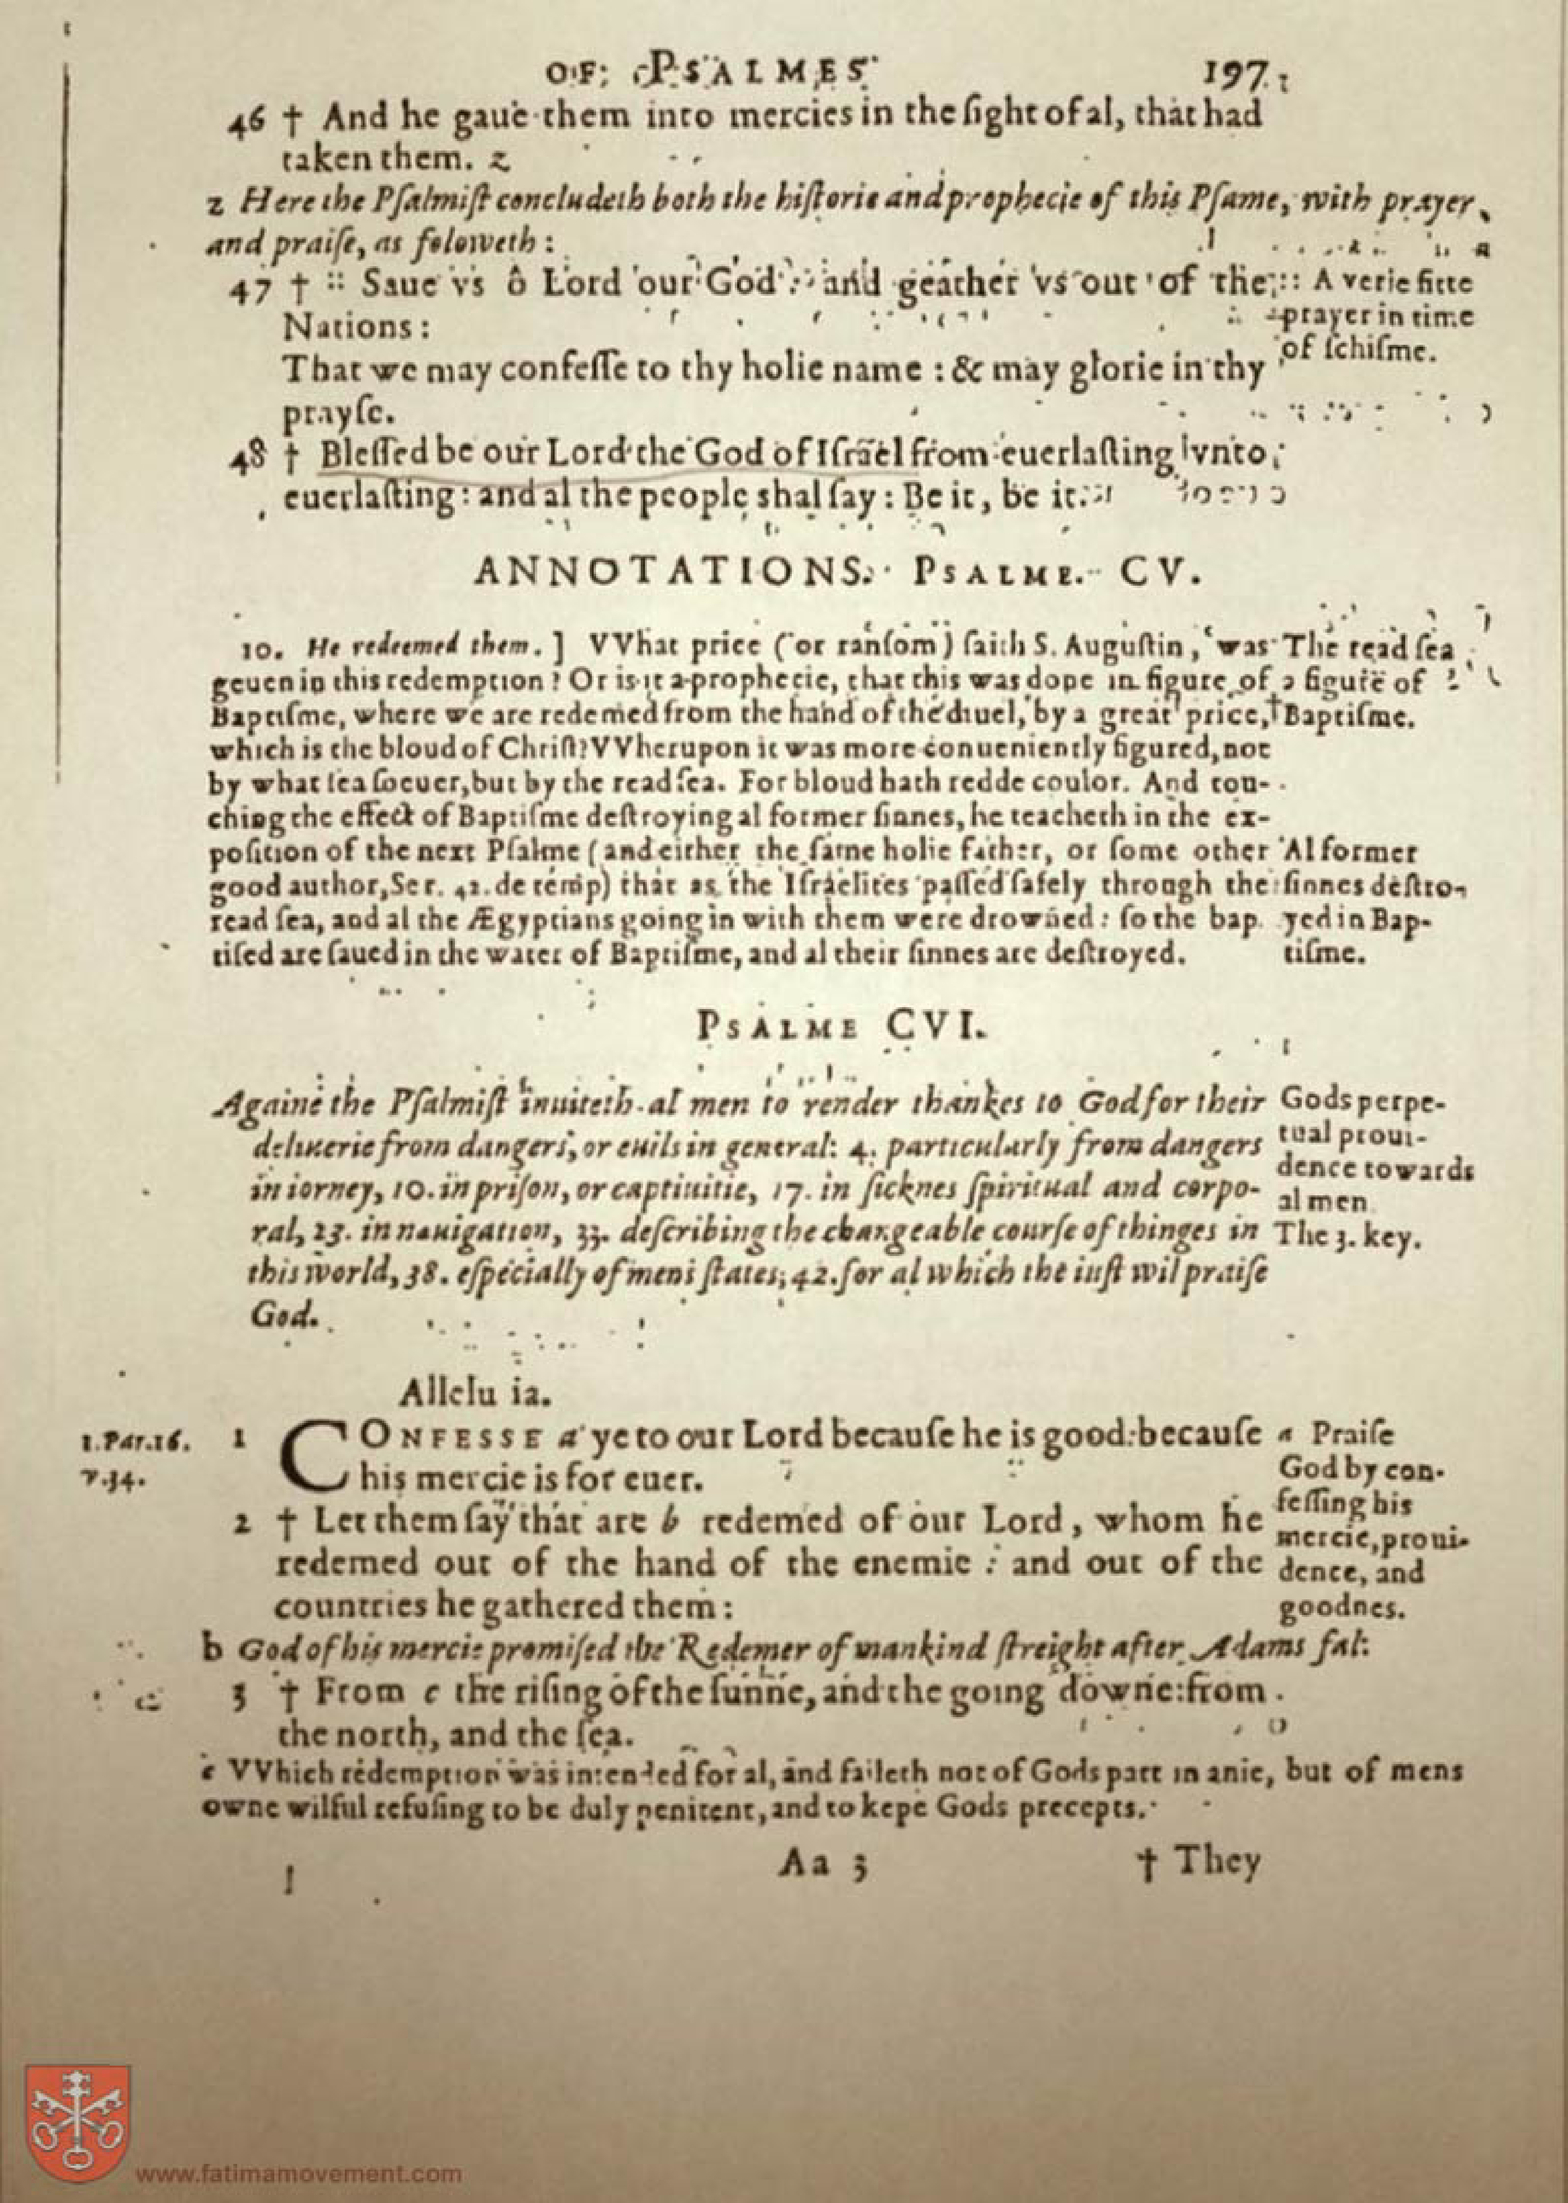 OF PSALMES 197
46 † And he gaue them into mercies in the ſight of al, that had
taken them. z
z Here the Pſalmiſt concludeth both the hiſtorie and prophecie of this Pſame, with prayer,
and praiſe, as foloweth:
47 † :: Saue vs ô Lord our God: and geather vs out of the
Nations:
:: A verie fitte
prayer in time
of ſchiſme.
That we may confeſſe to thy holie name: & may glorie in thy
prayſe.
48 † Bleſſed be our Lord the God of Iſrael from euerlaſting vnto
euerlaſting: and al the people ſhal ſay: Be it, be it.
ANNOTATIONS. PSALME. CV.
10. He redeemed them.] VVhat price (or ranſom) ſaith S. Auguſtin, was
geuen in this redemption? Or is it a prophecie, that this was done in figure of
Baptiſme, where we are redemed from the hand of the diuel, by a great price,
which is the bloud of Chriſt? VVherupon it was more conueniently figured, not
by what ſea ſoeuer, but by the read ſea. For bloud hath redde coulor. And tou-
ching the effect of Baptiſme deſtroying al former ſinnes, he teacheth in the ex-
poſition of the next Pſalme (and either the ſame holie father, or ſome other
good author, Ser. 42. de temp) that as the Iſraelites paſſed ſafely through the
read ſea, and al the Ægyptians going in with them were drowned: ſo the bap
tiſed are ſaued in the water of Baptiſme, and al their ſinnes are deſtroyed.
The read ſea
a figure of
Baptiſme.
Al former
ſinnes deſtro-
yed in Bap-
tiſme.
PSALME CVI.
Againe the Pſalmiſt inuiteth al men to render thankes to God for their
deliuerie from dangers, or euils in general: 4. particularly from dangers
in iorney, 10. in priſon, or captiuitie, 17. in ſicknes ſpiritual and corpo-
ral, 23. in nauigation, 33. deſcribing the changeable courſe of thinges in
this world, 38. eſpecially of mens ſtates, 42. for al which the iuſt wil praiſe
God.
Gods perpe-
tual proui-
dence towards
al men
The 3. key.
Allelu ia.
1.Par.16.
v.34.
1 CONFESSE a ye to our Lord becauſe he is good: becauſe
his mercie is for euer.
2 † Let them ſay that are b redemed of our Lord, whom he
redemed out of the hand of the enemie: and out of the
countries he gathered them:
a Praiſe
God by con-
feſſing his
mercie, proui-
dence, and
goodnes.
b God of his mercie promiſed the Redemer of mankind ſtreight after Adams fal:
3 † From c the riſing of the ſunne, and the going downe: from
the north, and the ſea.
c VVhich redemption was intended for al, and faileth not of Gods part in anie, but of mens
owne wilful refuſing to be duly penitent, and to kepe Gods precepts.
Aa 3 † They
www.fatimamovement.com